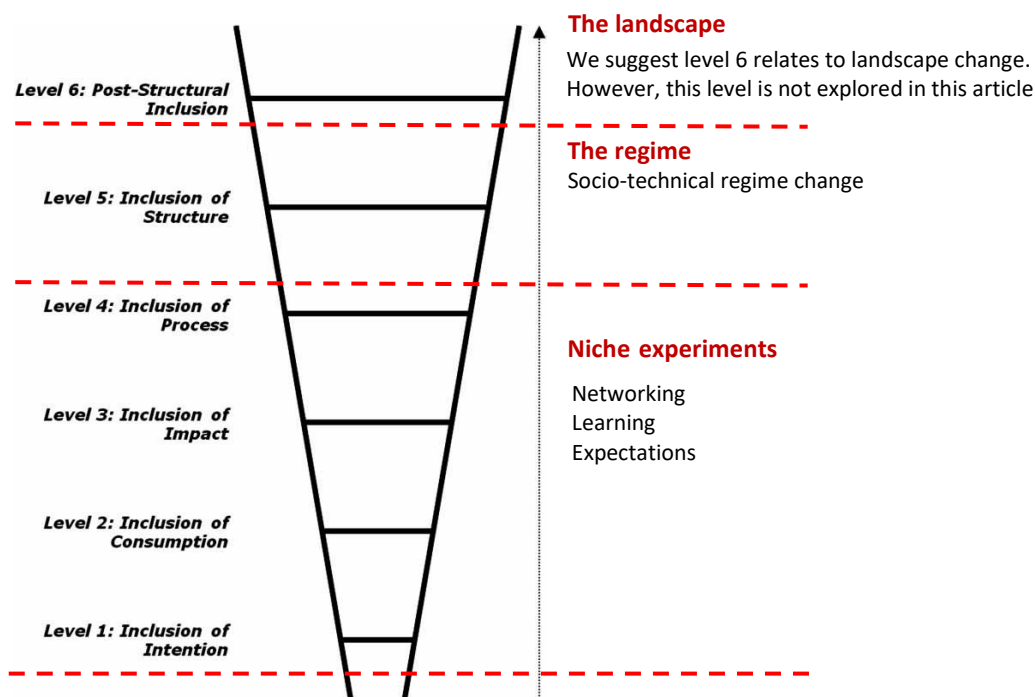 The landscape
We suggest level 6 relates to landscape change.
However, this level is not explored in this article
Level 6: Post-Structural
Inclusion
The regime
Socio-technical regime change
Level 5: Inclusion of
Structure
Level 4: Inclusion of
Process
Niche experiments
Networking
Learning
Expectations
Level 3: Inclusion of
Impact
Level 2: Inclusion of
Consumption
Level 1: Inclusion of
Intention